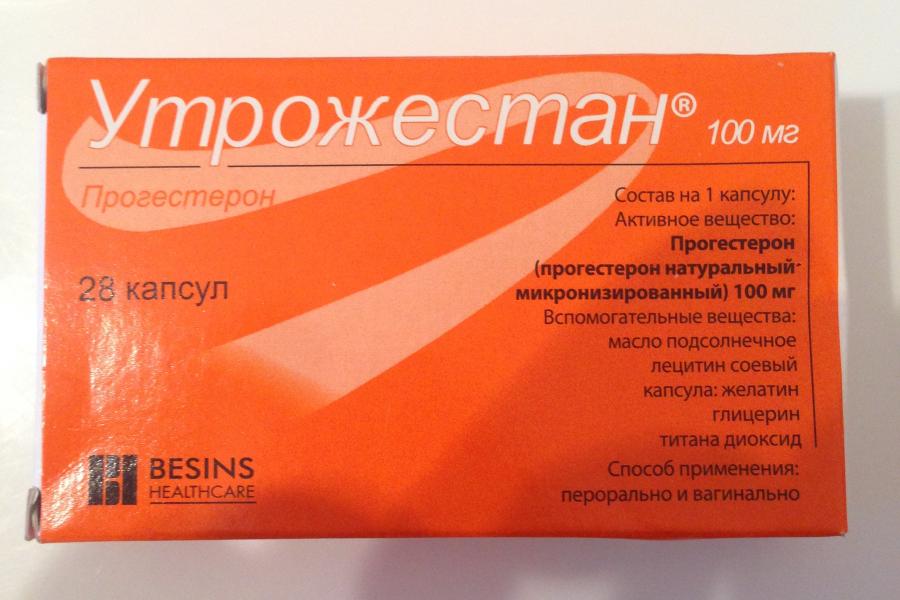 Утрожестан® 100 мг
Прогестерон
28 капсул
Состав на 1 капсулу:
Активное вещество:
Прогестерон
(прогестерон натуральный
микронизированный) 100 мг
Вспомогательные вещества:
масло подсолнечное
лецитин соевый
капсула: желатин
глицерин
титана диоксид
Способ применения:
перорально и вагинально
BESINS
HEALTHCARE